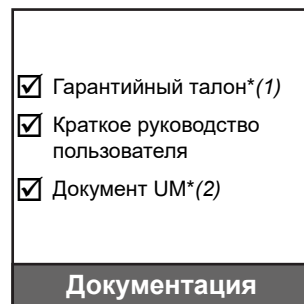 Гарантийный талон*(1)
Краткое руководство
пользователя
Документ UM*(2)
Документация